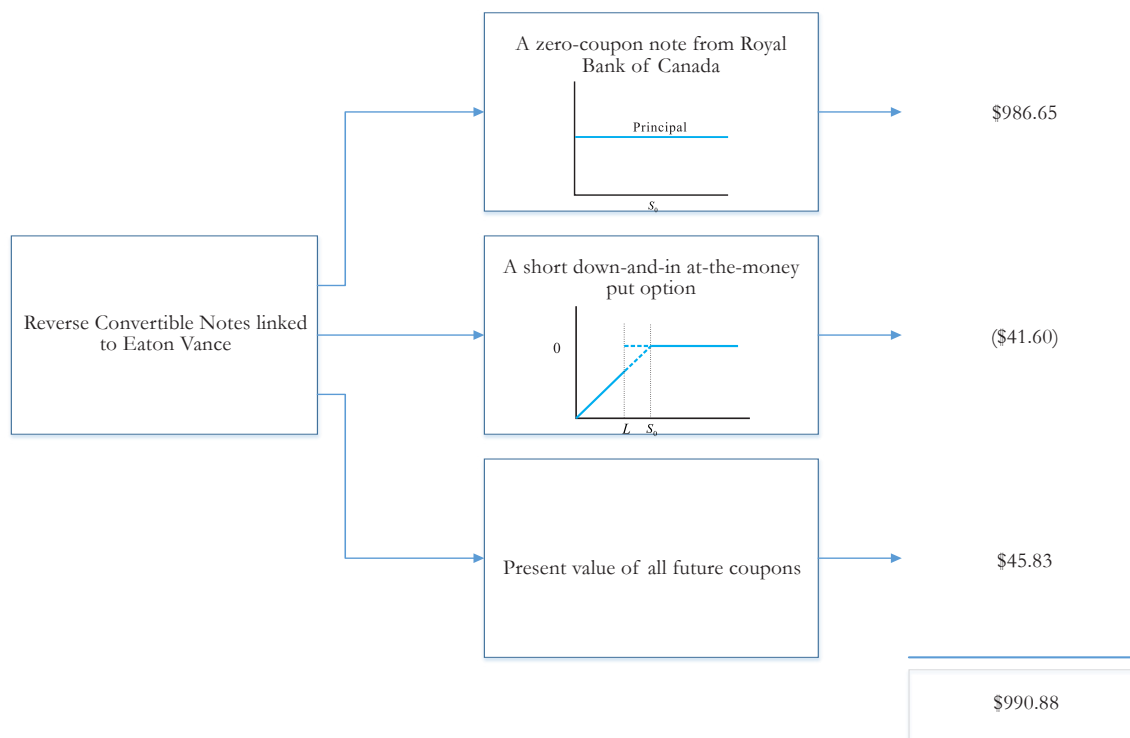 A zero-coupon note from Royal
Bank of Canada
Principal
S₀
$986.65
Reverse Convertible Notes linked
to Eaton Vance
A short down-and-in at-the-money
put option
0
L S₀
($41.60)
Present value of all future coupons
$45.83
$990.88